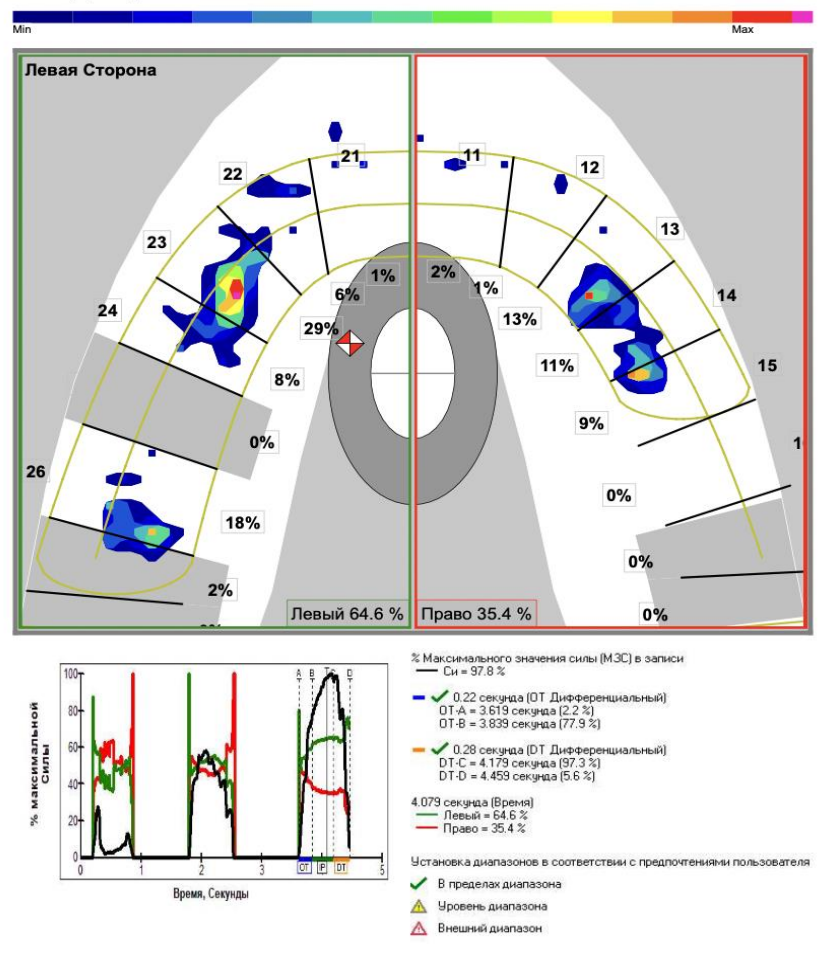 Min
Max
Левая Сторона
21
11
22
12
23
13
24
14
15
26
1% 2%
6% 1%
29% 13%
8% 11%
0% 9%
18% 0%
2% 0%
0%
Левый 64.6 %
Право 35.4 %
% максимальной Силы
100
80
60
40
20
0
A B C D
OT IP DT
0 1 2 3 4 5
Время, Секунды
% Максимального значения силы (МЗС) в записи
Си = 97.8 %
0.22 секунда (OT Дифференциальный)
OT-A = 3.619 секунда (2.2 %)
OT-B = 3.839 секунда (77.9 %)
0.28 секунда (DT Дифференциальный)
DT-C = 4.179 секунда (97.3 %)
DT-D = 4.459 секунда (5.6 %)
4.079 секунда (Время)
Левый = 64.6 %
Право = 35.4 %
Установка диапазонов в соответствии с предпочтениями пользователя
В пределах диапазона
Уровень диапазона
Внешний диапазон